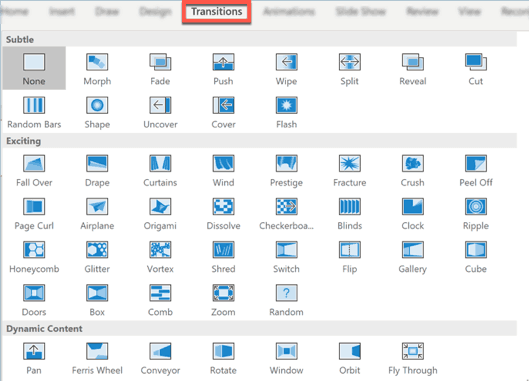 Home Insert Draw Design Transitions Animations Slide Show Review View
Subtle
None Morph Fade Push Wipe Split Reveal Cut
Random Bars Shape Uncover Cover Flash
Exciting
Fall Over Drape Curtains Wind Prestige Fracture Crush Peel Off
Page Curl Airplane Origami Dissolve Checkerboa... Blinds Clock Ripple
Honeycomb Glitter Vortex Shred Switch Flip Gallery Cube
Doors Box Comb Zoom Random
Dynamic Content
Pan Ferris Wheel Conveyor Rotate Window Orbit Fly Through